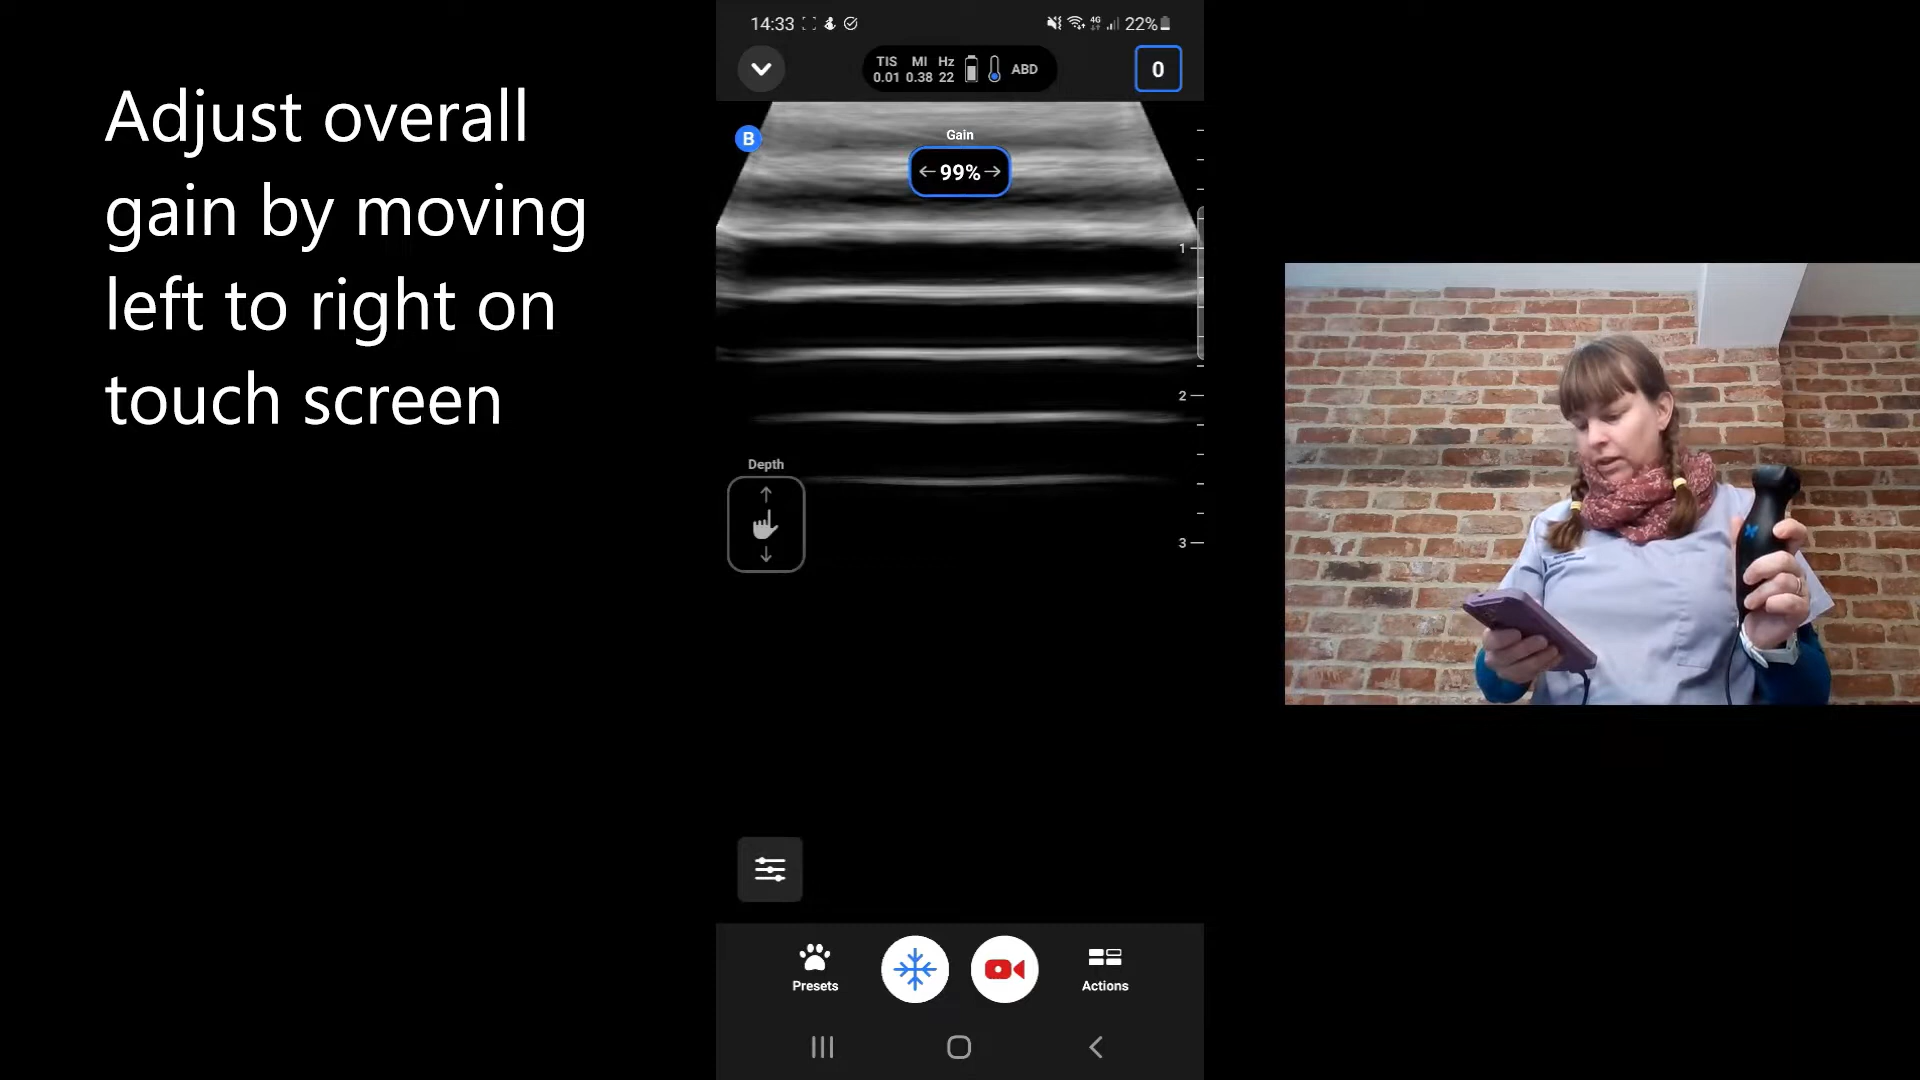 Adjust overall
gain by moving
left to right on
touch screen
14:33
4G
22%
TIS MI Hz
0.01 0.38 22
ABD
0
B
Gain
←99%→
1
2
Depth
3
Presets
Actions